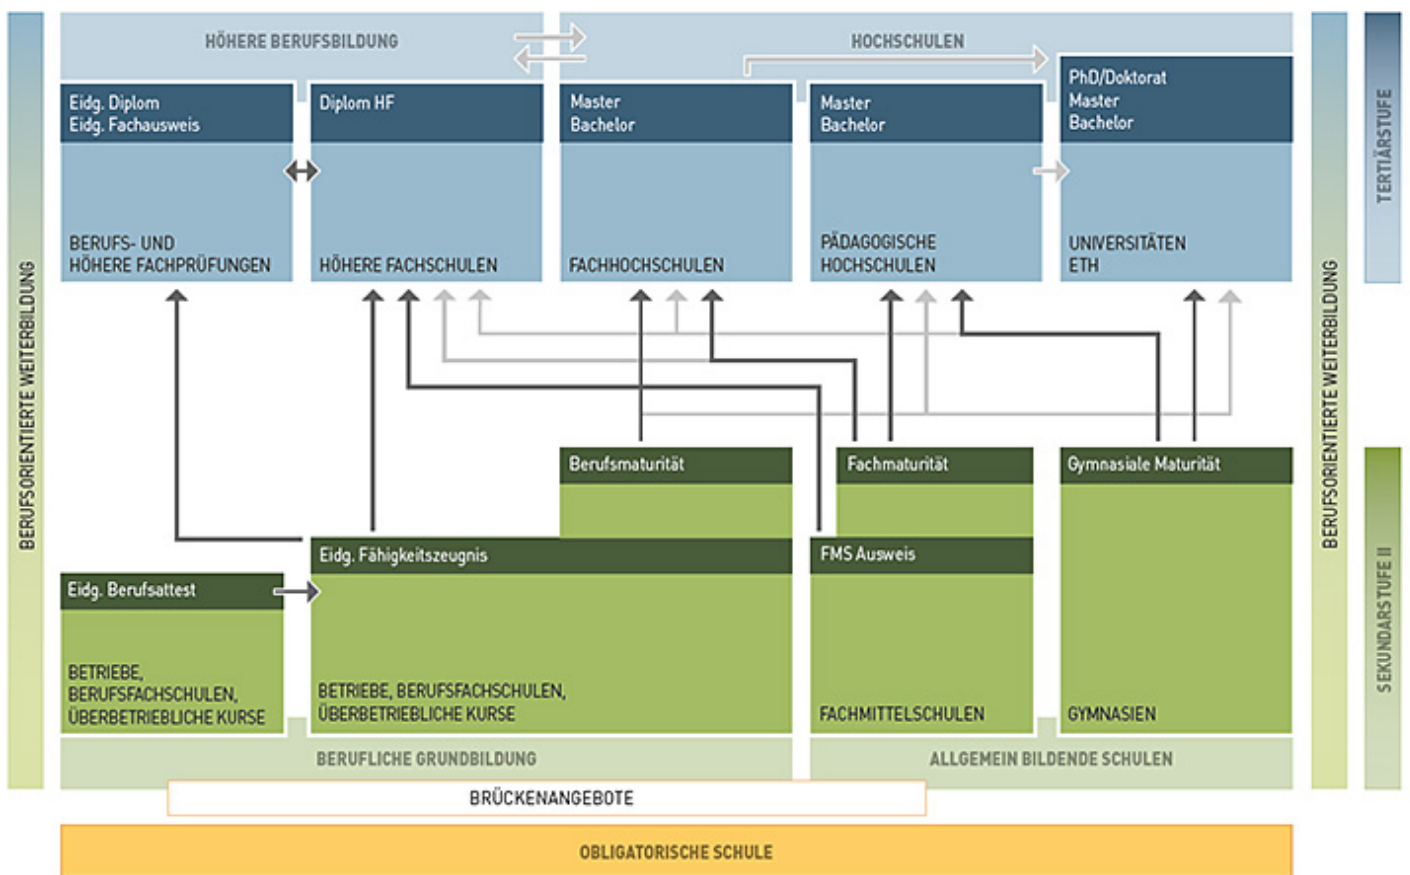 HÖHERE BERUFSBILDUNG
HOCHSCHULEN
Eidg. Diplom
Eidg. Fachausweis
Diplom HF
Master
Bachelor
Master
Bachelor
PhD/Doktorat
Master
Bachelor
BERUFS- UND
HÖHERE FACHPRÜFUNGEN
HÖHERE FACHSCHULEN
FACHHOCHSCHULEN
PÄDAGOGISCHE
HOCHSCHULEN
UNIVERSITÄTEN
ETH
TERTIÄRSTUFE
BERUFSORIENTIERTE WEITERBILDUNG
BERUFSORIENTIERTE WEITERBILDUNG
Berufsmaturität
Fachmaturität
Gymnasiale Maturität
Eidg. Fähigkeitszeugnis
FMS Ausweis
Eidg. Berufsattest
BETRIEBE,
BERUFSFACHSCHULEN,
ÜBERBETRIEBLICHE KURSE
BETRIEBE, BERUFSFACHSCHULEN,
ÜBERBETRIEBLICHE KURSE
FACHMITTELSCHULEN
GYMNASIEN
SEKUNDARSTUFE II
BERUFLICHE GRUNDBILDUNG
ALLGEMEIN BILDENDE SCHULEN
BRÜCKENANGEBOTE
OBLIGATORISCHE SCHULE